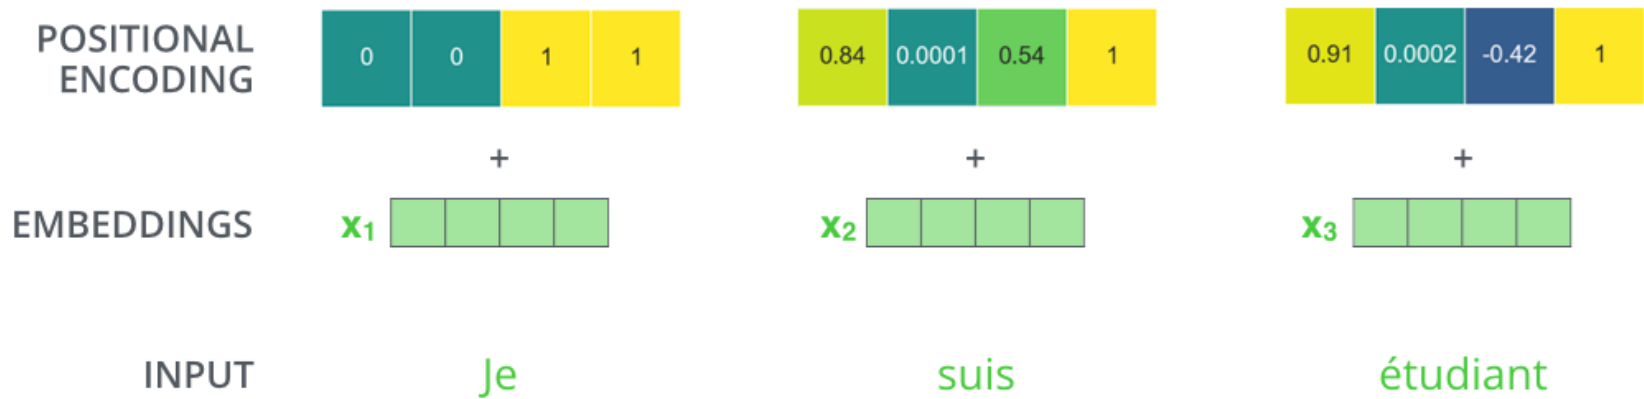 POSITIONAL
ENCODING
0 0 1 1
0.84 0.0001 0.54 1
0.91 0.0002 -0.42 1
+ + +
EMBEDDINGS
x1
x2
x3
INPUT
Je
suis
étudiant